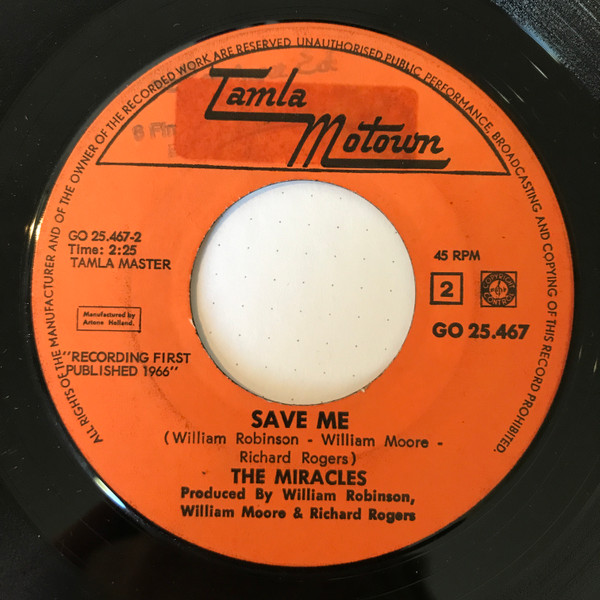 ALL RIGHTS OF THE MANUFACTURER AND OF THE OWNER OF THE RECORDED WORK ARE RESERVED UNAUTHORISED PUBLIC PERFORMANCE, BROADCASTING AND COPYING OF THIS RECORD PROHIBITED.
Tamla
Motown
GO 25.467-2
Time: 2:25
TAMLA MASTER
45 RPM
2
COPYRIGHT
CONTROL
GO 25.467
Manufactured by
Artone Holland.
"RECORDING FIRST
PUBLISHED 1966"
SAVE ME
(William Robinson - William Moore -
Richard Rogers)
THE MIRACLES
Produced By William Robinson,
William Moore & Richard Rogers